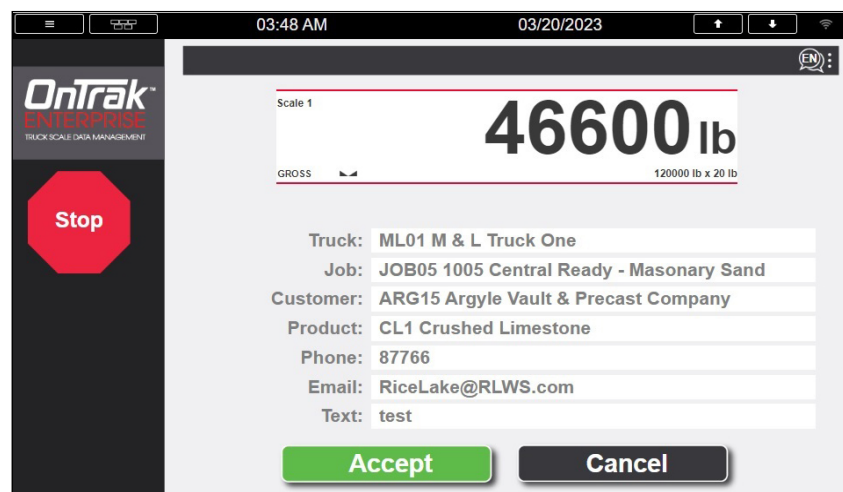 03:48 AM 03/20/2023
EN
OnTrak™
ENTERPRISE
TRUCK SCALE DATA MANAGEMENT
Scale 1
46600 lb
GROSS 120000 lb x 20 lb
Stop
Truck: ML01 M & L Truck One
Job: JOB05 1005 Central Ready - Masonary Sand
Customer: ARG15 Argyle Vault & Precast Company
Product: CL1 Crushed Limestone
Phone: 87766
Email: RiceLake@RLWS.com
Text: test
Accept Cancel